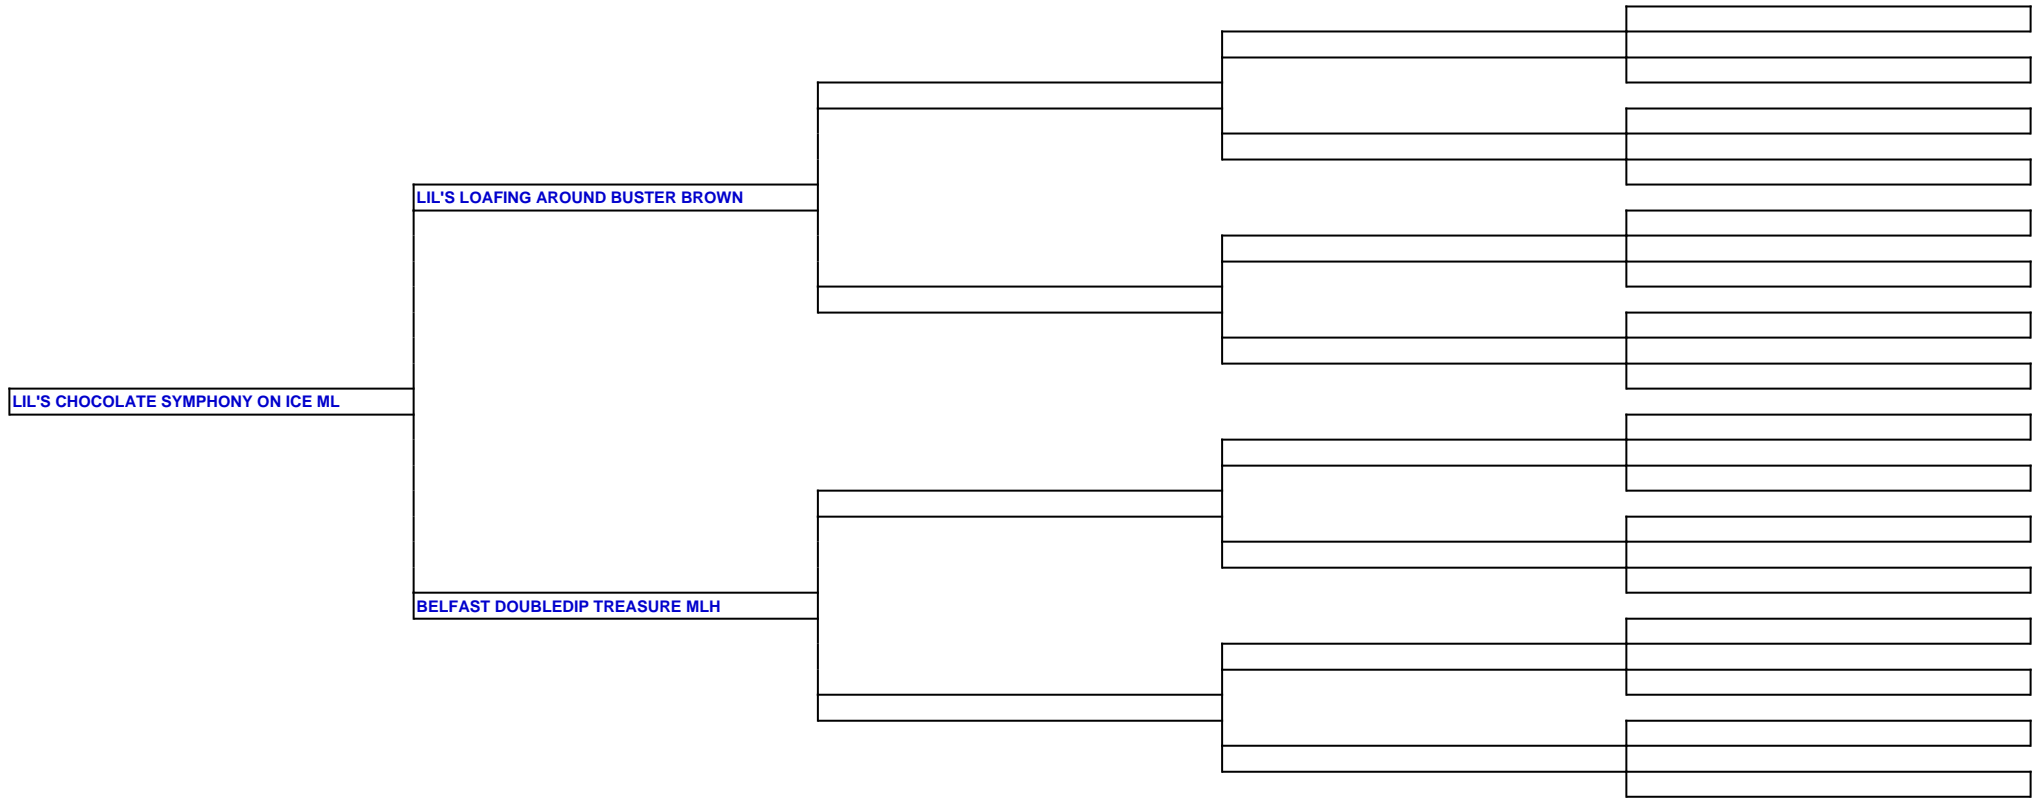 LIL'S LOAFING AROUND BUSTER BROWN
LIL'S CHOCOLATE SYMPHONY ON ICE ML
BELFAST DOUBLEDIP TREASURE MLH